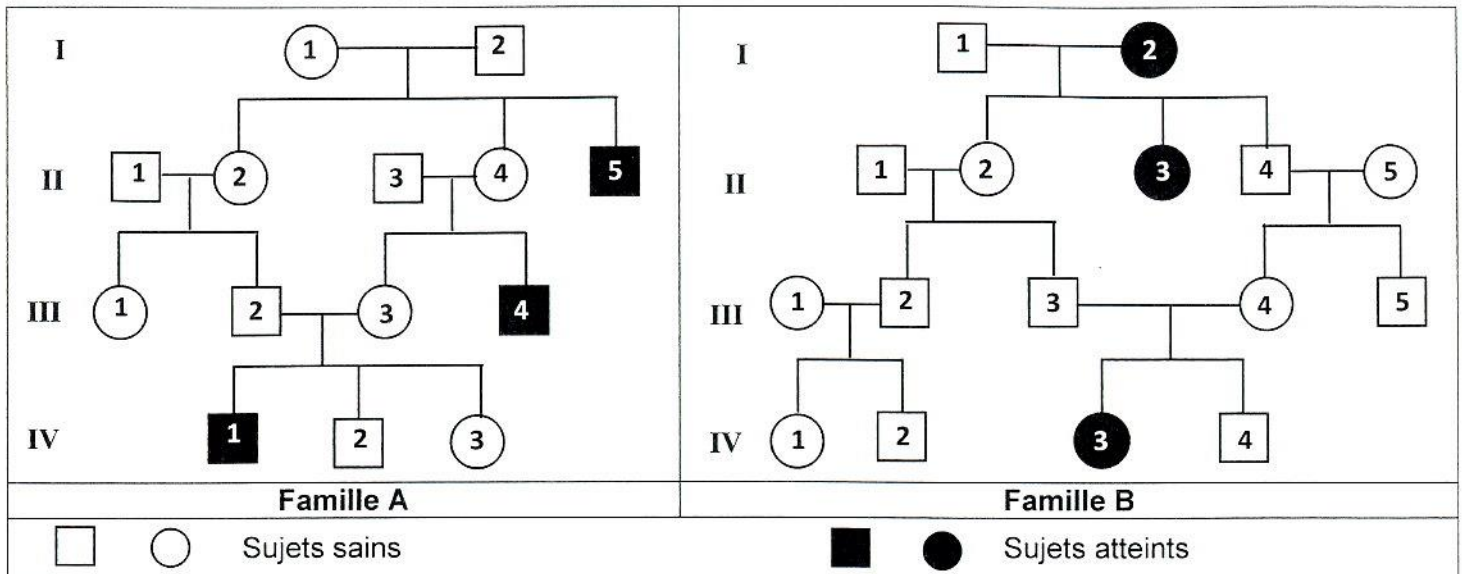 I 1 2
II 1 2 3 4 5
III 1 2 3 4
IV 1 2 3
Famille A
I 1 2
II 1 2 3 4 5
III 1 2 3 4 5
IV 1 2 3 4
Famille B
Sujets sains
Sujets atteints